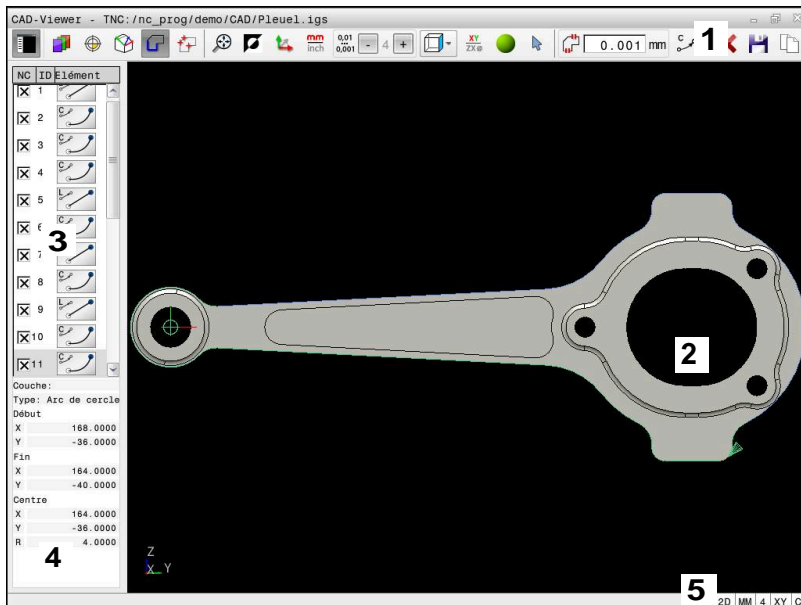 CAD-Viewer - TNC:/nc_prog/demo/CAD/Pleuel.igs
mm
inch
0,01
0,001
- 4 +
XY
ZX
0.001 mm
C
1
NC ID Elément
1
2 C
3 C
4 C
5 L
6 C
7
8 C
9 L
10 C
11 C
3
2
Couche:
Type: Arc de cercle
Début
X 168.0000
Y -36.0000
Fin
X 164.0000
Y -40.0000
Centre
X 164.0000
Y -36.0000
R 4.0000
4
Z
X Y
5
2D MM 4 XY C